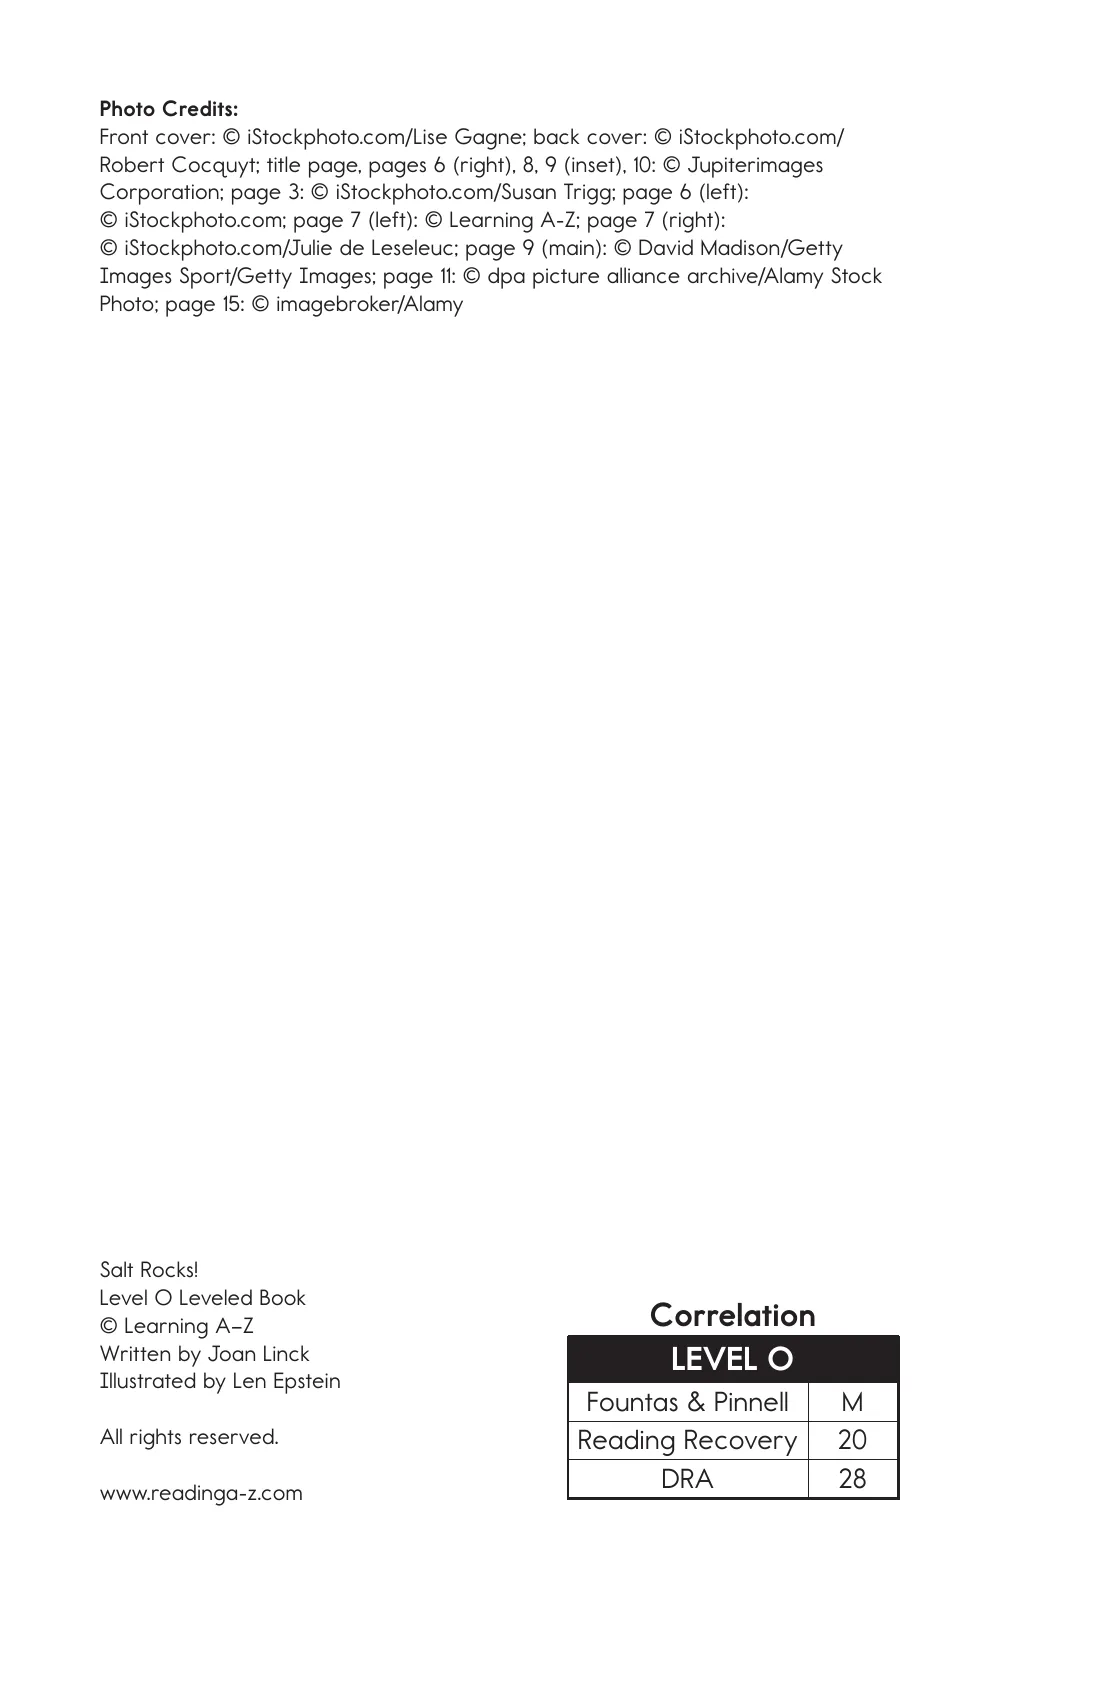 Photo Credits:
Front cover: © iStockphoto.com/Lise Gagne; back cover: © iStockphoto.com/
Robert Cocquyt; title page, pages 6 (right), 8, 9 (inset), 10: © Jupiterimages
Corporation; page 3: © iStockphoto.com/Susan Trigg; page 6 (left):
© iStockphoto.com; page 7 (left): © Learning A-Z; page 7 (right):
© iStockphoto.com/Julie de Leseleuc; page 9 (main): © David Madison/Getty
Images Sport/Getty Images; page 11: © dpa picture alliance archive/Alamy Stock
Photo; page 15: © imagebroker/Alamy
Salt Rocks!
Level O Leveled Book
© Learning A–Z
Written by Joan Linck
Illustrated by Len Epstein
All rights reserved.
www.readinga-z.com
Correlation
LEVEL O
Fountas & Pinnell M
Reading Recovery 20
DRA 28